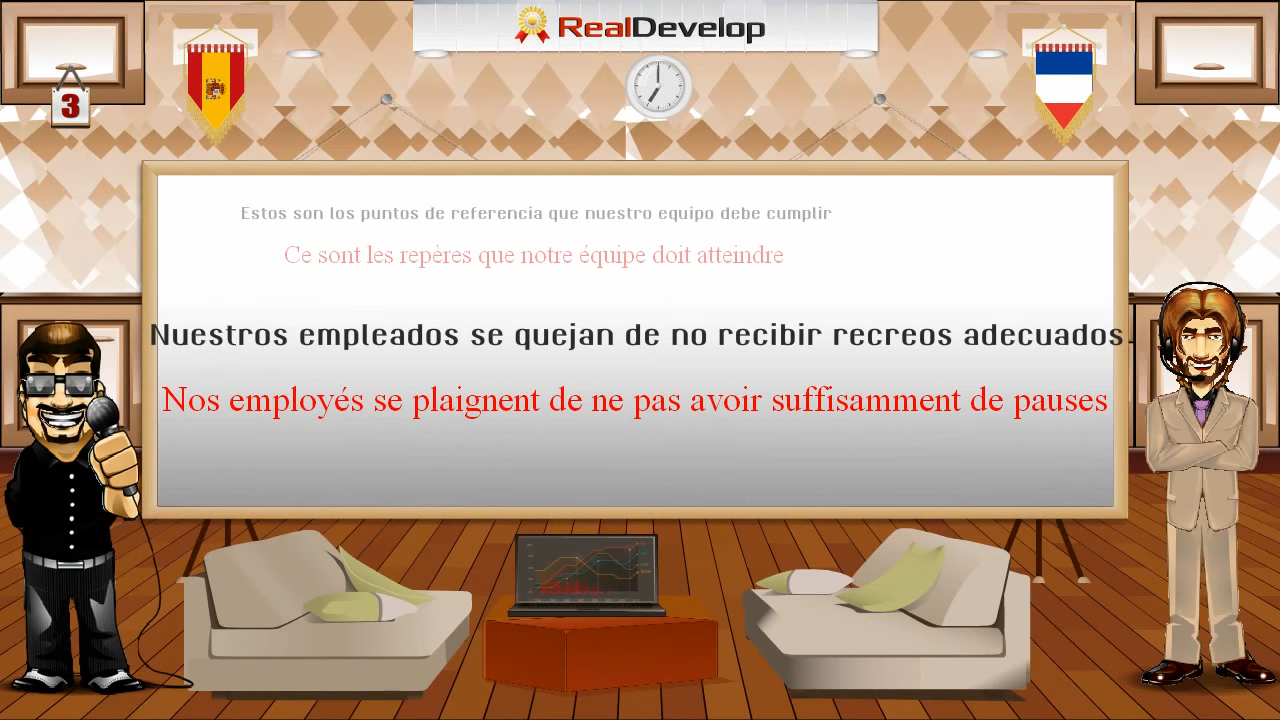 RealDevelop
3
Estos son los puntos de referencia que nuestro equipo debe cumplir
Ce sont les repères que notre équipe doit atteindre
Nuestros empleados se quejan de no recibir recreos adecuados.
Nos employés se plaignent de ne pas avoir suffisamment de pauses